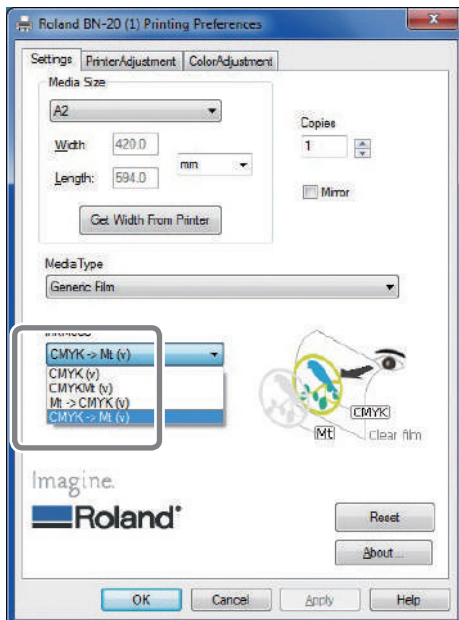 Roland BN-20 (1) Printing Preferences
Settings PrinterAdjustment ColorAdjustment
Media Size
A2
Width 420.0
mm
Length: 594.0
Get Width From Printer
Copies
1
Mirror
MediaType
Generic Film
CMYK -> Mt (v)
CMYK (v)
CMYKMt (v)
Mt -> CMYK (v)
CMYK -> Mt (v)
CMYK
Mt
Clear film
Imagine.
Roland
Reset
About...
OK Cancel Apply Help